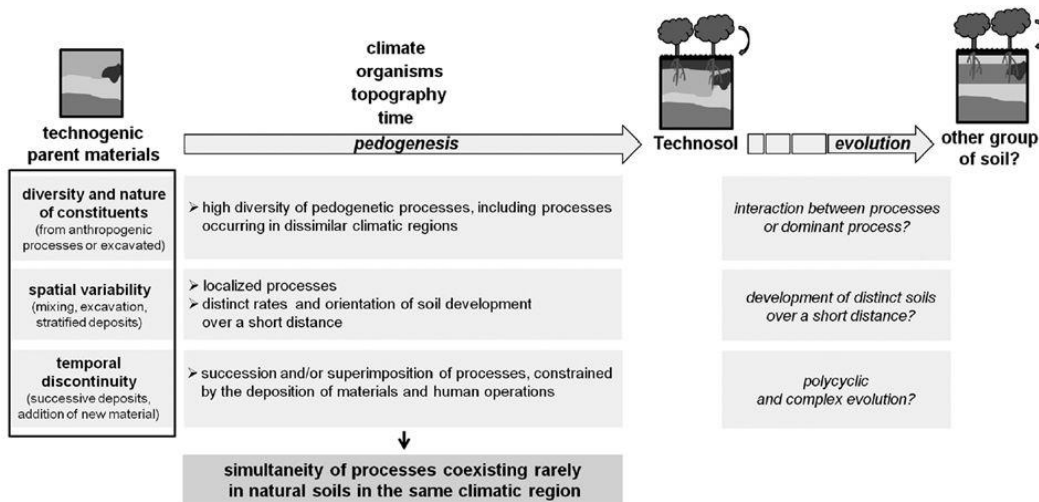 climate
organisms
topography
time
technogenic
parent materials
pedogenesis
Technosol
evolution
other group
of soil?
diversity and nature
of constituents
(from anthropogenic
processes or excavated)
➢ high diversity of pedogenetic processes, including processes
occurring in dissimilar climatic regions
interaction between processes
or dominant process?
spatial variability
(mixing, excavation,
stratified deposits)
➢ localized processes
➢ distinct rates and orientation of soil development
over a short distance
development of distinct soils
over a short distance?
temporal
discontinuity
(successive deposits,
addition of new material)
➢ succession and/or superimposition of processes, constrained
by the deposition of materials and human operations
polycyclic
and complex evolution?
simultaneity of processes coexisting rarely
in natural soils in the same climatic region